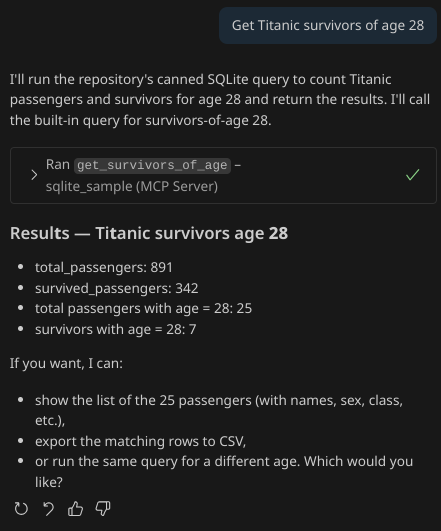 Get Titanic survivors of age 28
I'll run the repository's canned SQLite query to count Titanic
passengers and survivors for age 28 and return the results. I'll call
the built-in query for survivors-of-age 28.
Ran get_survivors_of_age –
sqlite_sample (MCP Server)
Results — Titanic survivors age 28
• total_passengers: 891
• survived_passengers: 342
• total passengers with age = 28: 25
• survivors with age = 28: 7
If you want, I can:
• show the list of the 25 passengers (with names, sex, class,
etc.),
• export the matching rows to CSV,
• or run the same query for a different age. Which would you
like?